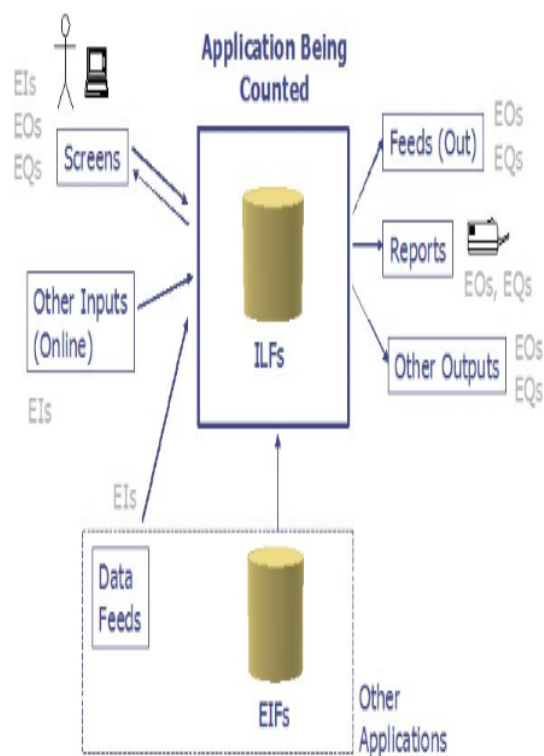 Application Being
Counted
EIs
EOs
EQs
Screens
Other Inputs
(Online)
EIs
ILFs
Feeds (Out)
EOs
EQs
Reports
EOs, EQs
Other Outputs
EOs
EQs
EIs
Data
Feeds
EIFs
Other
Applications